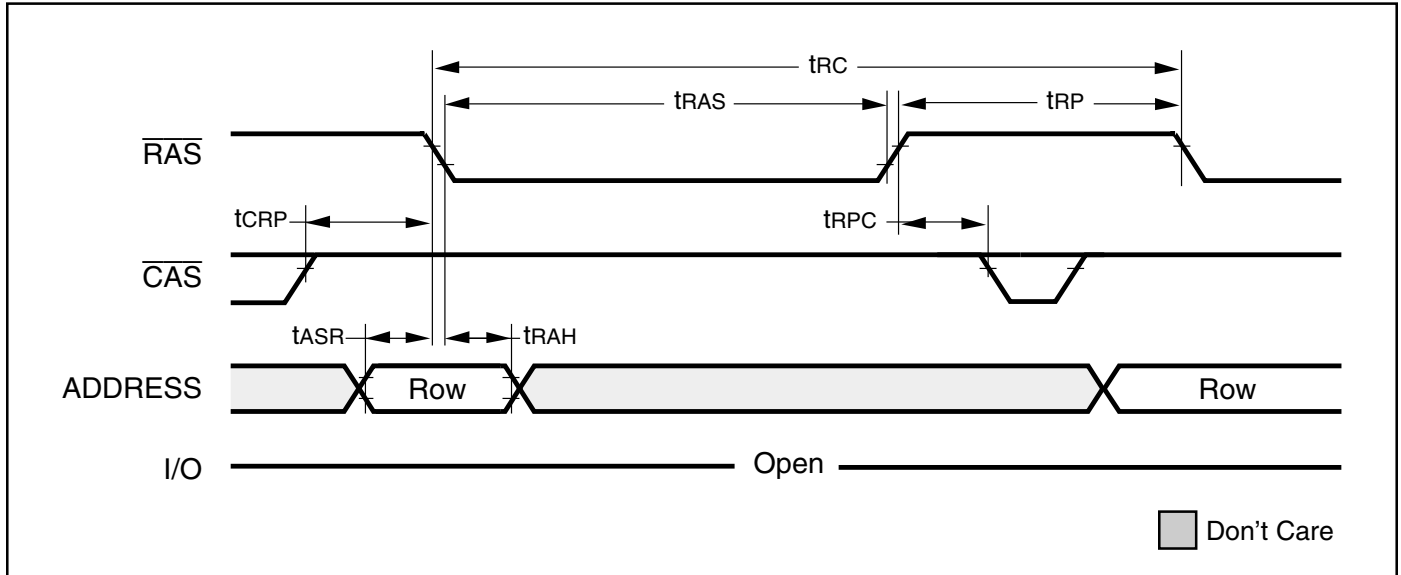 tRC
tRAS
tRP
RAS
tCRP
tRPC
CAS
tASR
tRAH
ADDRESS
Row
Row
I/O
Open
Don't Care